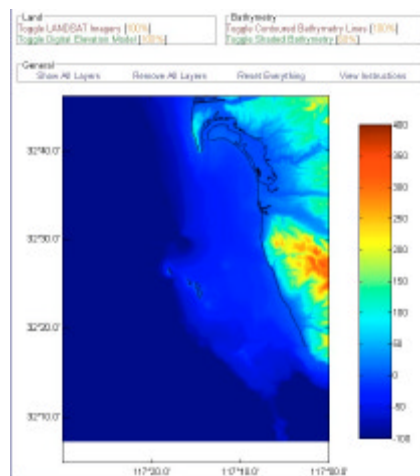 Land
Toggle LANDSAT Imagery [100%]
Toggle Digital Elevation Model [100%]
Bathymetry
Toggle Contoured Bathymetry Lines [100%]
Toggle Shaded Bathymetry [60%]
General
Show All Layers Remove All Layers Reset Everything View Instructions
32°40.0'
32°30.0'
32°20.0'
32°10.0'
117°20.0' 117°10.0' 117°00.0'
400
350
300
250
200
150
100
50
0
-50
-100